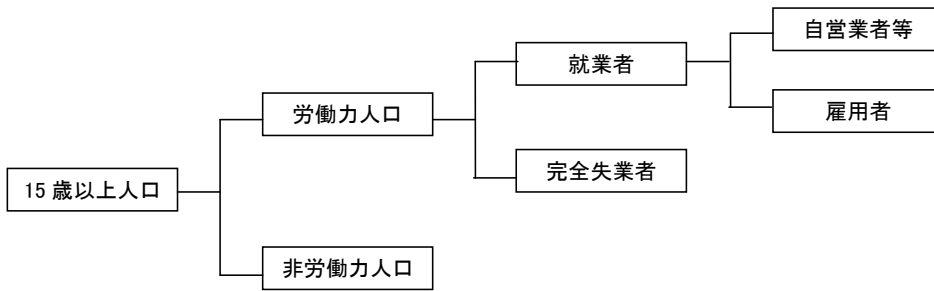 自営業者等
就業者
雇用者
労働力人口
完全失業者
15 歳以上人口
非労働力人口